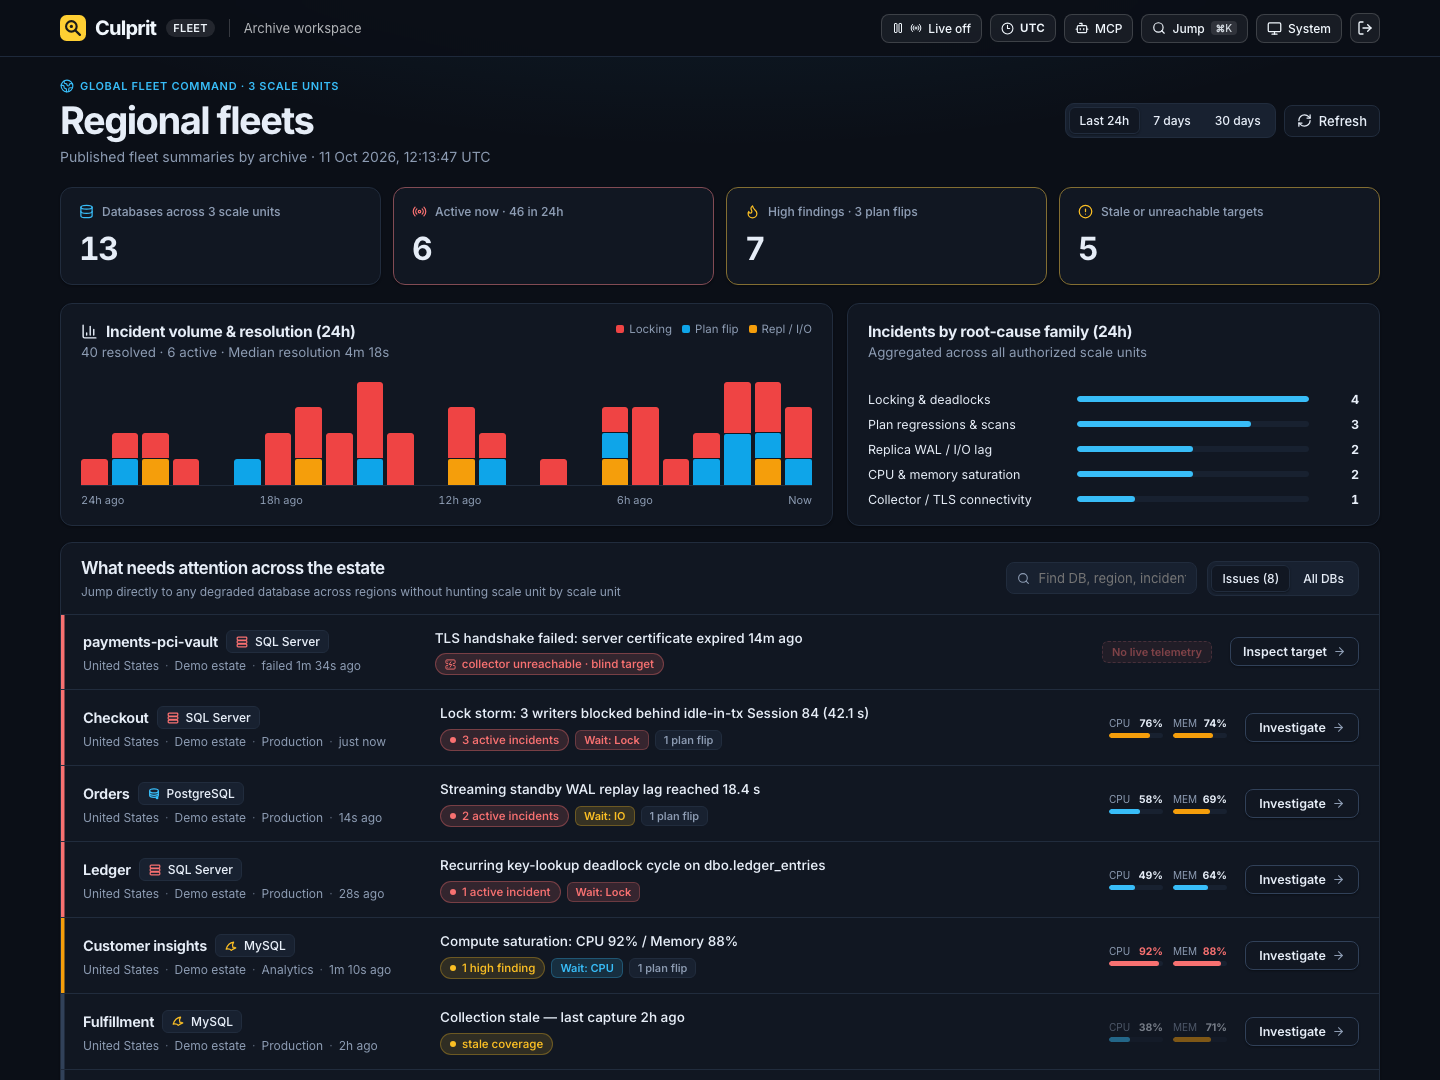 Culprit FLEET Archive workspace Live off UTC MCP Jump ⌘K System
GLOBAL FLEET COMMAND · 3 SCALE UNITS
Regional fleets
Last 24h 7 days 30 days Refresh
Published fleet summaries by archive · 11 Oct 2026, 12:13:47 UTC
Databases across 3 scale units
13
Active now · 46 in 24h
6
High findings · 3 plan flips
7
Stale or unreachable targets
5
Incident volume & resolution (24h)
Locking Plan flip Repl / I/O
40 resolved · 6 active · Median resolution 4m 18s
24h ago 18h ago 12h ago 6h ago Now
Incidents by root-cause family (24h)
Aggregated across all authorized scale units
Locking & deadlocks 4
Plan regressions & scans 3
Replica WAL / I/O lag 2
CPU & memory saturation 2
Collector / TLS connectivity 1
What needs attention across the estate
Jump directly to any degraded database across regions without hunting scale unit by scale unit
Find DB, region, inciden
Issues (8) All DBs
payments-pci-vault SQL Server
United States · Demo estate · failed 1m 34s ago
TLS handshake failed: server certificate expired 14m ago
collector unreachable · blind target
No live telemetry
Inspect target →
Checkout SQL Server
United States · Demo estate · Production · just now
Lock storm: 3 writers blocked behind idle-in-tx Session 84 (42.1 s)
3 active incidents Wait: Lock 1 plan flip
CPU 76% MEM 74%
Investigate →
Orders PostgreSQL
United States · Demo estate · Production · 14s ago
Streaming standby WAL replay lag reached 18.4 s
2 active incidents Wait: IO 1 plan flip
CPU 58% MEM 69%
Investigate →
Ledger SQL Server
United States · Demo estate · Production · 28s ago
Recurring key-lookup deadlock cycle on dbo.ledger_entries
1 active incident Wait: Lock
CPU 49% MEM 64%
Investigate →
Customer insights MySQL
United States · Demo estate · Analytics · 1m 10s ago
Compute saturation: CPU 92% / Memory 88%
1 high finding Wait: CPU 1 plan flip
CPU 92% MEM 88%
Investigate →
Fulfillment MySQL
United States · Demo estate · Production · 2h ago
Collection stale — last capture 2h ago
stale coverage
CPU 38% MEM 71%
Investigate →